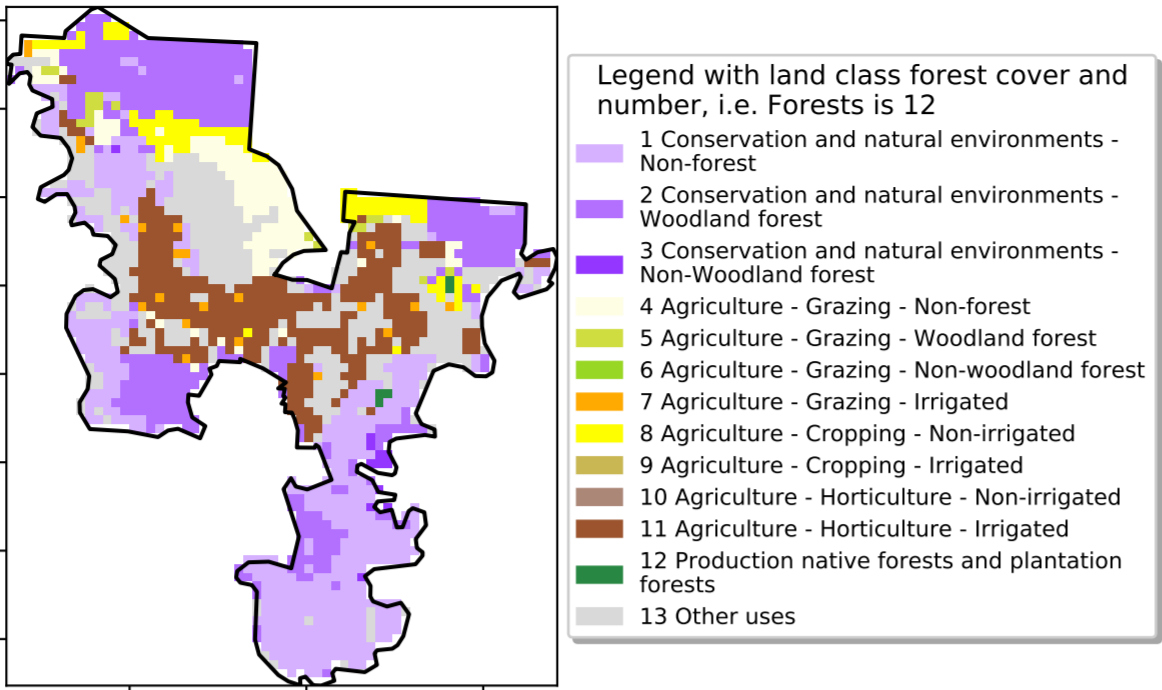 Legend with land class forest cover and
number, i.e. Forests is 12
1 Conservation and natural environments -
Non-forest
2 Conservation and natural environments -
Woodland forest
3 Conservation and natural environments -
Non-Woodland forest
4 Agriculture - Grazing - Non-forest
5 Agriculture - Grazing - Woodland forest
6 Agriculture - Grazing - Non-woodland forest
7 Agriculture - Grazing - Irrigated
8 Agriculture - Cropping - Non-irrigated
9 Agriculture - Cropping - Irrigated
10 Agriculture - Horticulture - Non-irrigated
11 Agriculture - Horticulture - Irrigated
12 Production native forests and plantation
forests
13 Other uses